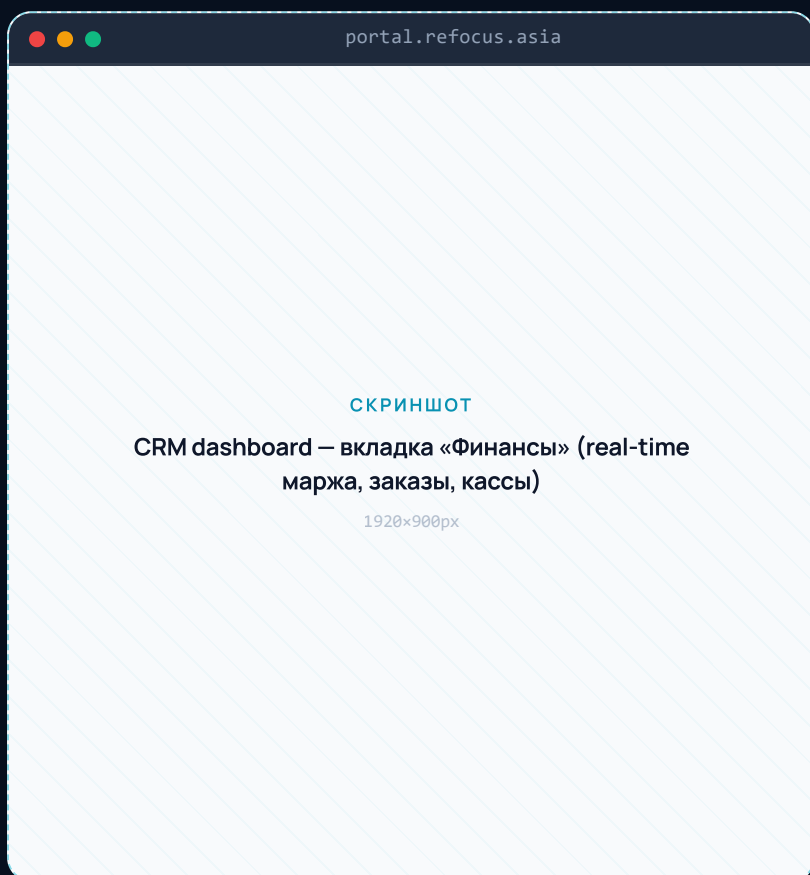 portal.refocus.asia
СКРИНШОТ
CRM dashboard — вкладка «Финансы» (real-time
маржа, заказы, кассы)
1920×900px